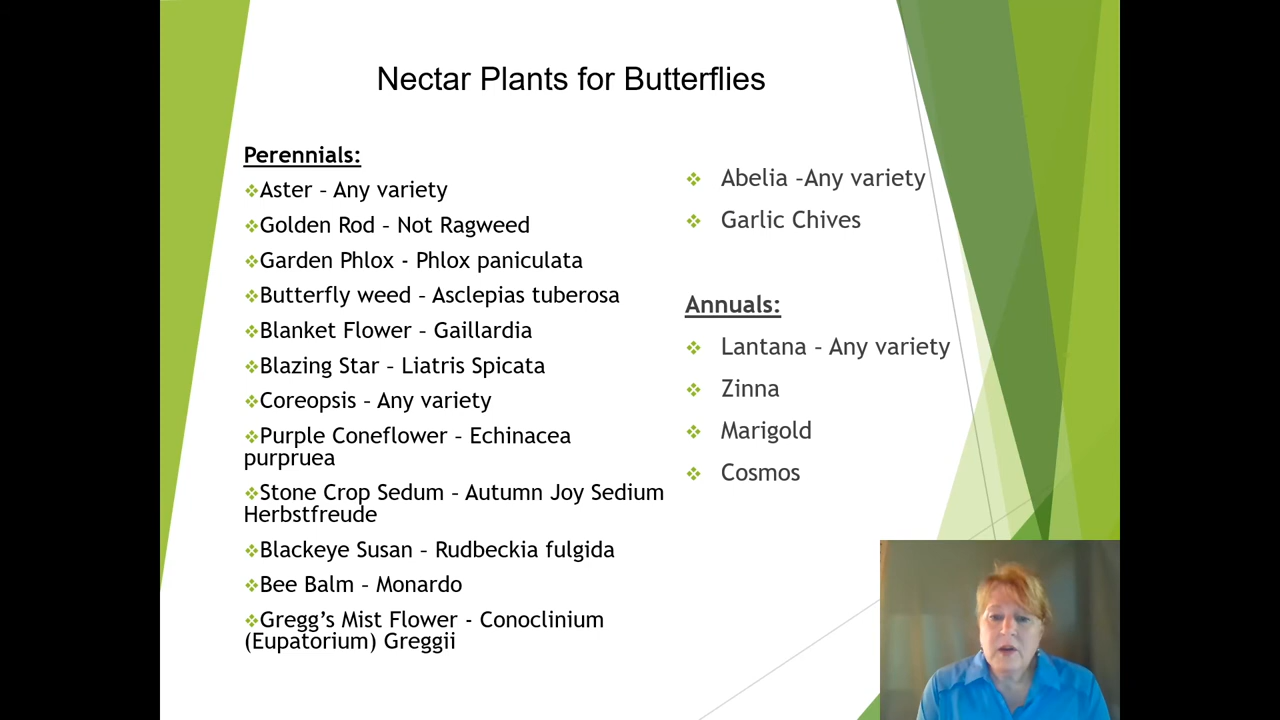 Nectar Plants for Butterflies
Perennials:
Aster – Any variety
Golden Rod – Not Ragweed
Garden Phlox - Phlox paniculata
Butterfly weed – Asclepias tuberosa
Blanket Flower – Gaillardia
Blazing Star – Liatris Spicata
Coreopsis – Any variety
Purple Coneflower – Echinacea
purpruea
Stone Crop Sedum – Autumn Joy Sedium
Herbstfreude
Blackeye Susan – Rudbeckia fulgida
Bee Balm – Monardo
Gregg’s Mist Flower - Conoclinium
(Eupatorium) Greggii
Abelia –Any variety
Garlic Chives
Annuals:
Lantana – Any variety
Zinna
Marigold
Cosmos